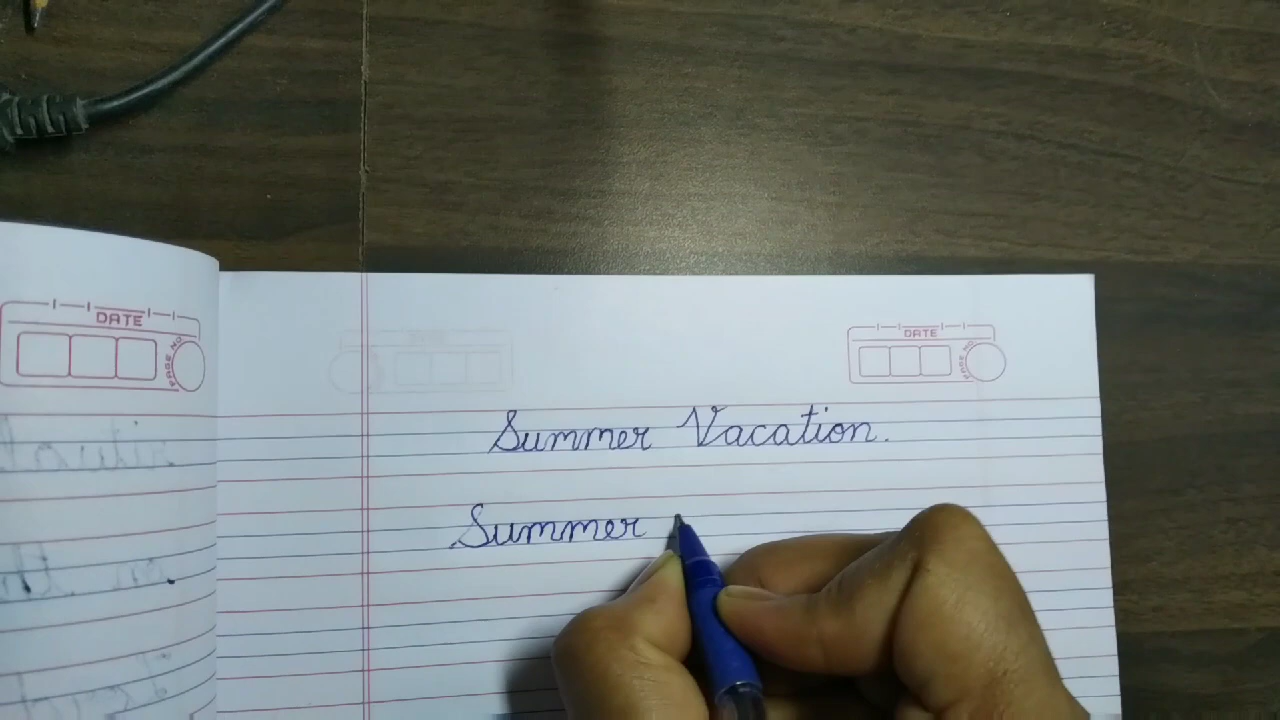 DATE
PAGE NO.
DATE
PAGE NO.
Summer Vacation.
Summer